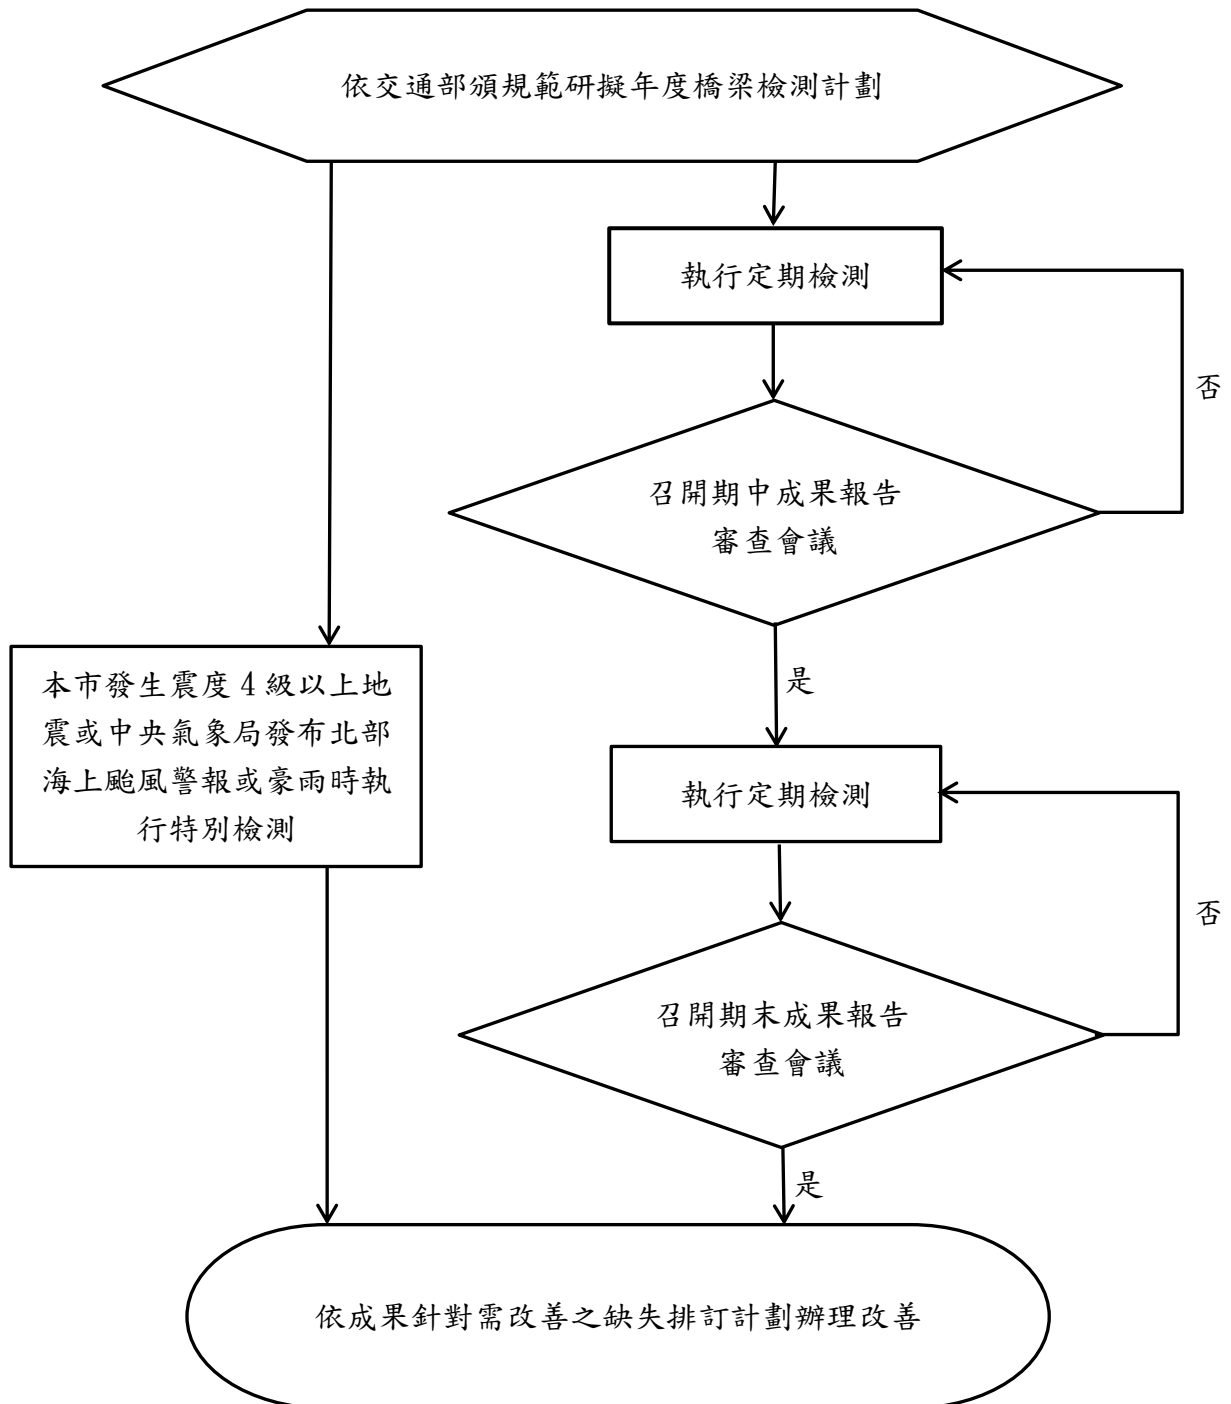 依交通部頒規範研擬年度橋梁檢測計劃
執行定期檢測
否
召開期中成果報告
審查會議
是
本市發生震度4級以上地
震或中央氣象局發布北部
海上颱風警報或豪雨時執
行特別檢測
執行定期檢測
否
召開期末成果報告
審查會議
是
依成果針對需改善之缺失排訂計劃辦理改善